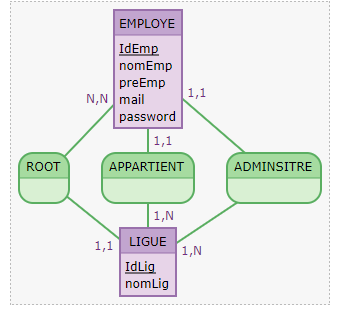 EMPLOYE
IdEmp
nomEmp
preEmp
mail
password
N,N
1,1
1,1
ROOT
APPARTIENT
ADMINSITRE
1,1
1,N
1,N
LIGUE
IdLig
nomLig